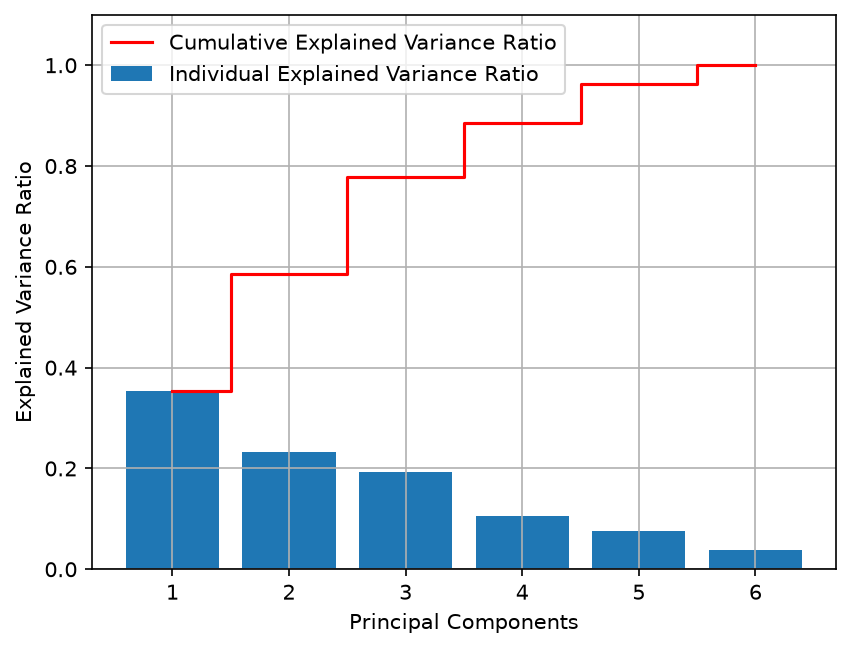 Cumulative Explained Variance Ratio
Individual Explained Variance Ratio
Explained Variance Ratio
1.0
0.8
0.6
0.4
0.2
0.0
1 2 3 4 5 6
Principal Components